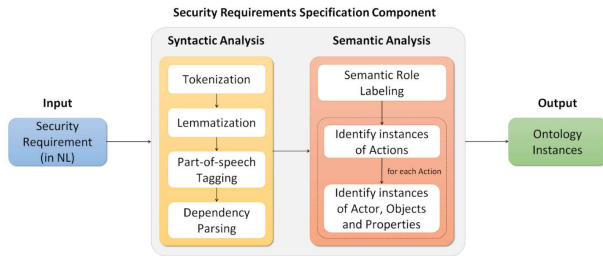 Security Requirements Specification Component
Input
Security
Requirement
(in NL)
Syntactic Analysis
Tokenization
Lemmatization
Part-of-speech
Tagging
Dependency
Parsing
Semantic Analysis
Semantic Role
Labeling
Identify instances
of Actions
for each Action
Identify instances
of Actor, Objects
and Properties
Output
Ontology
Instances